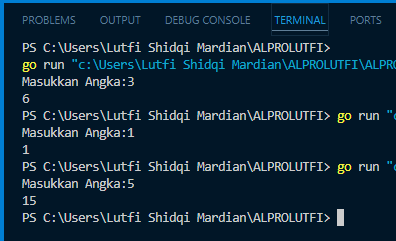 PROBLEMS OUTPUT DEBUG CONSOLE TERMINAL PORTS
PS C:\Users\Lutfi Shidqi Mardian\ALPROLUTFI>
go run "c:\Users\Lutfi Shidqi Mardian\ALPROLUTFI\ALPRO
Masukkan Angka:3
6
PS C:\Users\Lutfi Shidqi Mardian\ALPROLUTFI> go run "c
Masukkan Angka:1
1
PS C:\Users\Lutfi Shidqi Mardian\ALPROLUTFI> go run "c
Masukkan Angka:5
15
PS C:\Users\Lutfi Shidqi Mardian\ALPROLUTFI>